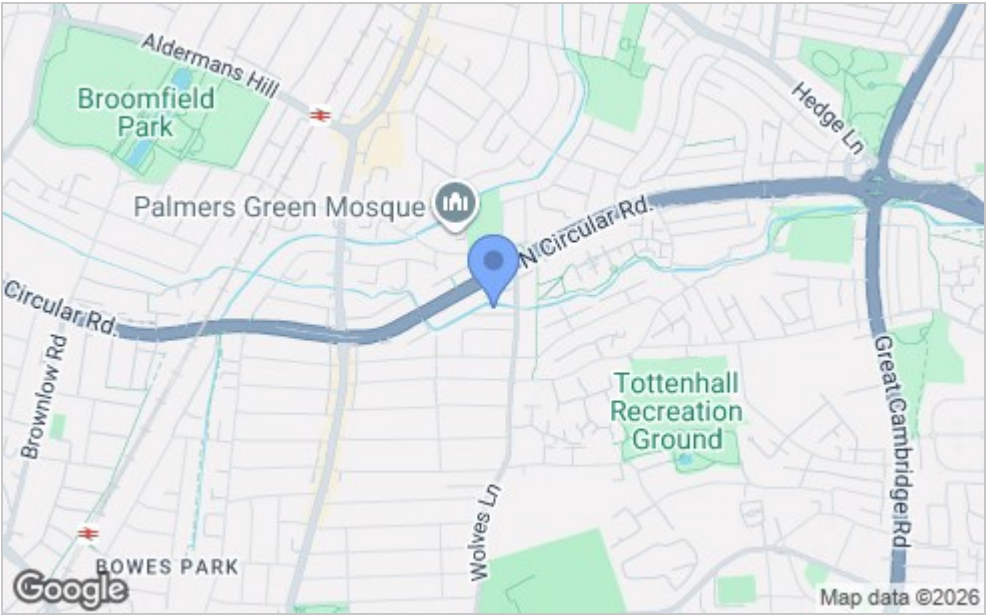 Aldermans Hill
Broomfield
Park
Hedge Ln
Palmers Green Mosque
N Circular Rd.
Circular Rd.
Brownlow Rd
Tottenhall
Recreation
Ground
Great Cambridge Rd
Wolves Ln
BOWES PARK
Google
Map data ©2026